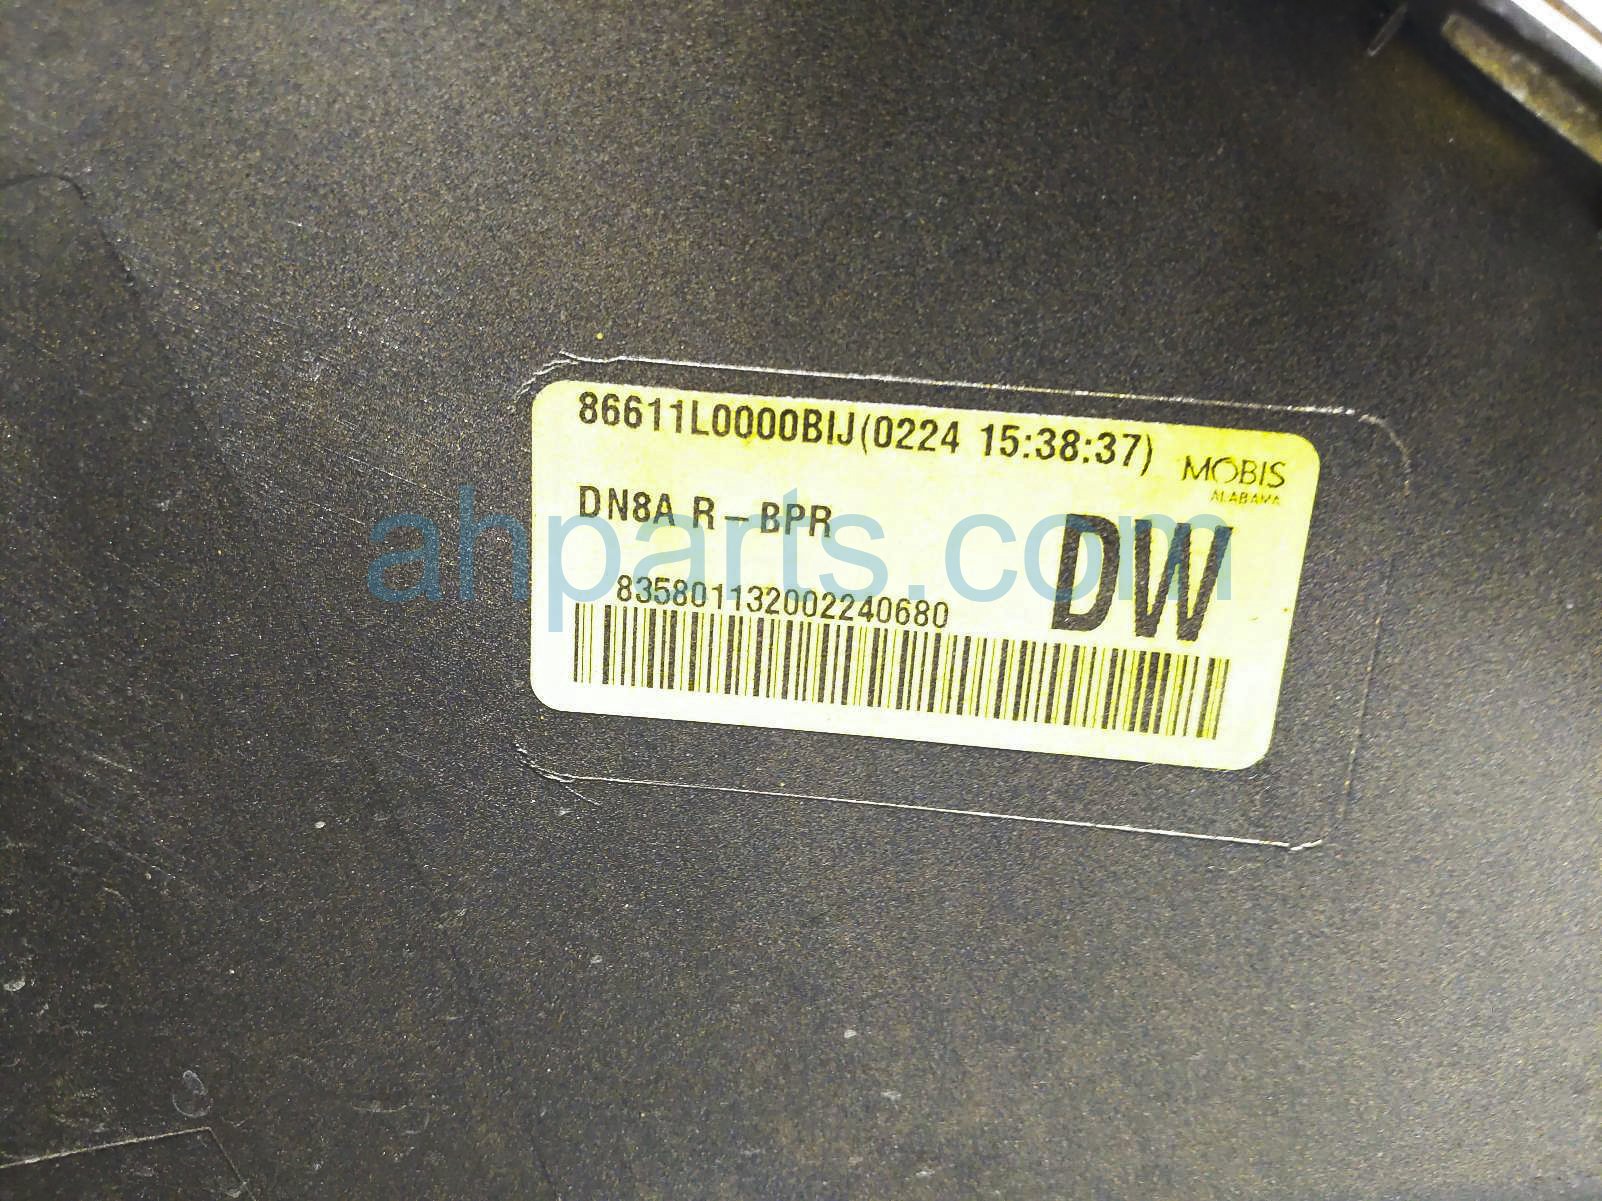 86611L0000BIJ(0224 15:38:37)
MOBIS
ALABAMA
DN8A R-BPR
DW
835801132002240680
ahparts.com